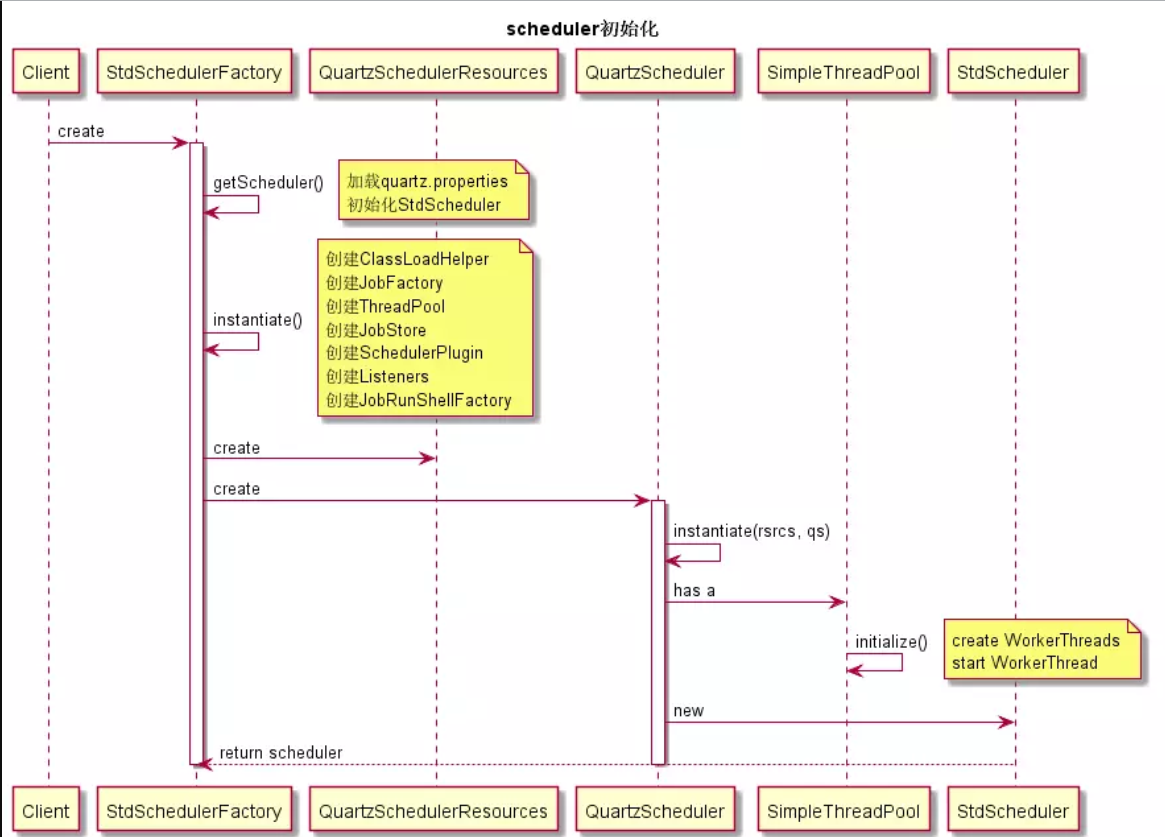 scheduler初始化
Client
StdSchedulerFactory
QuartzSchedulerResources
QuartzScheduler
SimpleThreadPool
StdScheduler
create
getScheduler()
加载quartz.properties
初始化StdScheduler
创建ClassLoadHelper
创建JobFactory
创建ThreadPool
创建JobStore
创建SchedulerPlugin
创建Listeners
创建JobRunShellFactory
instantiate()
create
create
instantiate(rsrcs, qs)
has a
initialize()
create WorkerThreads
start WorkerThread
new
return scheduler
Client
StdSchedulerFactory
QuartzSchedulerResources
QuartzScheduler
SimpleThreadPool
StdScheduler